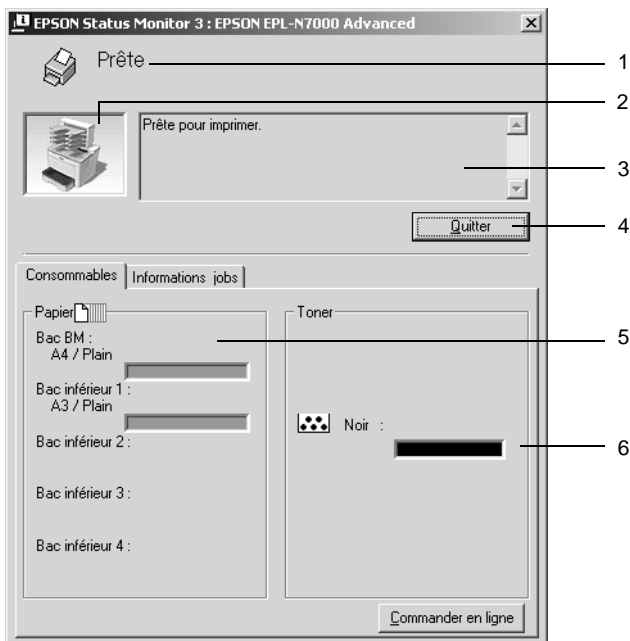 EPSON Status Monitor 3 : EPSON EPL-N7000 Advanced
Prête
1
2
Prête pour imprimer.
3
Quitter
4
Consommables
Informations jobs
Papier
Toner
Bac BM :
A4 / Plain
5
Bac inférieur 1 :
A3 / Plain
Noir :
Bac inférieur 2 :
6
Bac inférieur 3 :
Bac inférieur 4 :
Commander en ligne